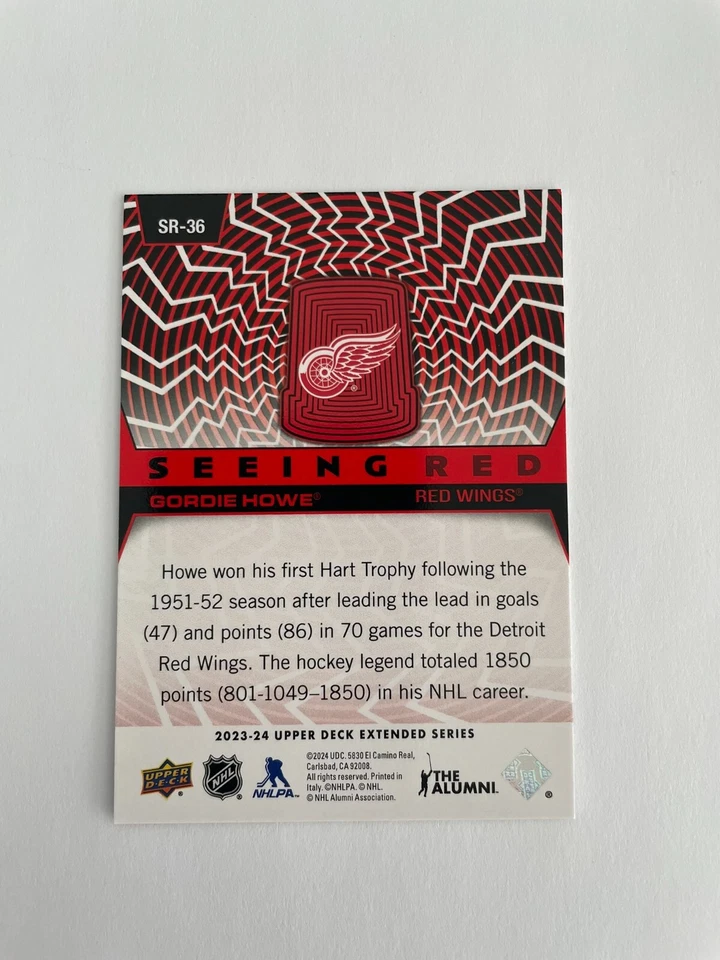 SR-36
SEEING RED
GORDIE HOWE® RED WINGS®
Howe won his first Hart Trophy following the
1951-52 season after leading the lead in goals
(47) and points (86) in 70 games for the Detroit
Red Wings. The hockey legend totaled 1850
points (801-1049–1850) in his NHL career.
2023-24 UPPER DECK EXTENDED SERIES
UPPER
DECK
®
NHL
®
NHLPA™
©2024 UDC. 5830 El Camino Real,
Carlsbad, CA 92008.
All rights reserved. Printed in
Italy. ©NHLPA. © NHL.
© NHL Alumni Association.
THE
ALUMNI™
®